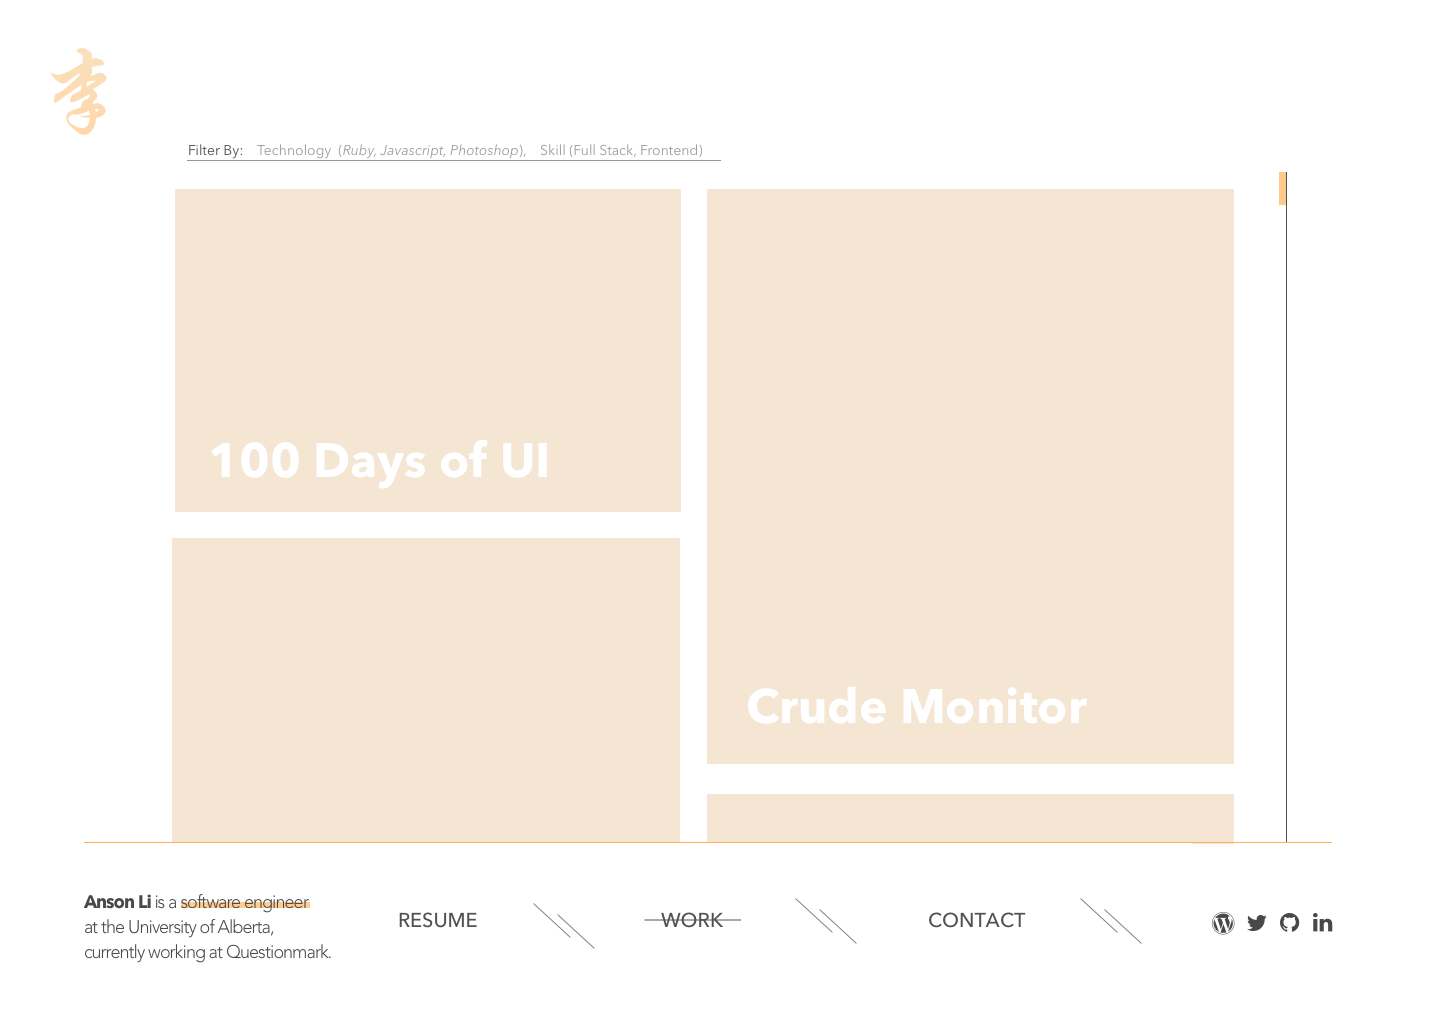 李
Filter By: Technology (Ruby, Javascript, Photoshop), Skill (Full Stack, Frontend)
100 Days of UI
Crude Monitor
Anson Li is a software engineer
at the University of Alberta,
currently working at Questionmark.
RESUME
WORK
CONTACT